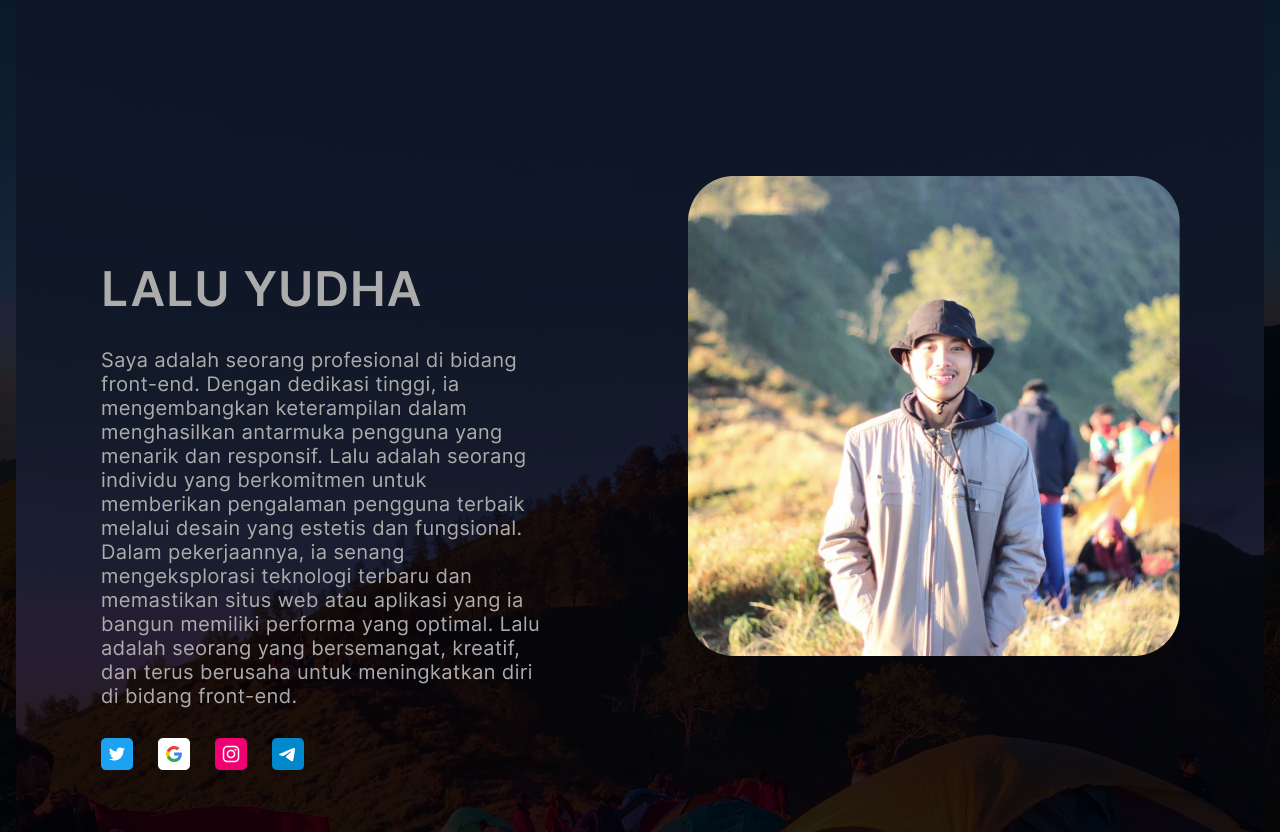 LALU YUDHA
Saya adalah seorang profesional di bidang
front-end. Dengan dedikasi tinggi, ia
mengembangkan keterampilan dalam
menghasilkan antarmuka pengguna yang
menarik dan responsif. Lalu adalah seorang
individu yang berkomitmen untuk
memberikan pengalaman pengguna terbaik
melalui desain yang estetis dan fungsional.
Dalam pekerjaannya, ia senang
mengeksplorasi teknologi terbaru dan
memastikan situs web atau aplikasi yang ia
bangun memiliki performa yang optimal. Lalu
adalah seorang yang bersemangat, kreatif,
dan terus berusaha untuk meningkatkan diri
di bidang front-end.